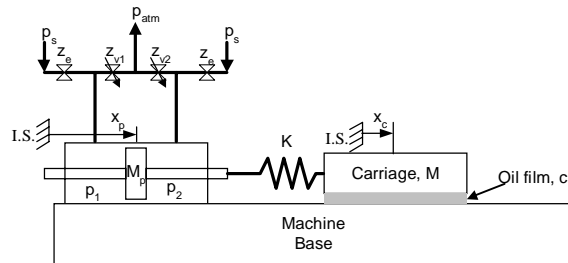 p_atm
p_s
p_s
z_e
z_v1
z_v2
z_e
x_p
x_c
I.S.
I.S.
K
M_p
Carriage, M
p_1
p_2
Oil film, c
Machine
Base